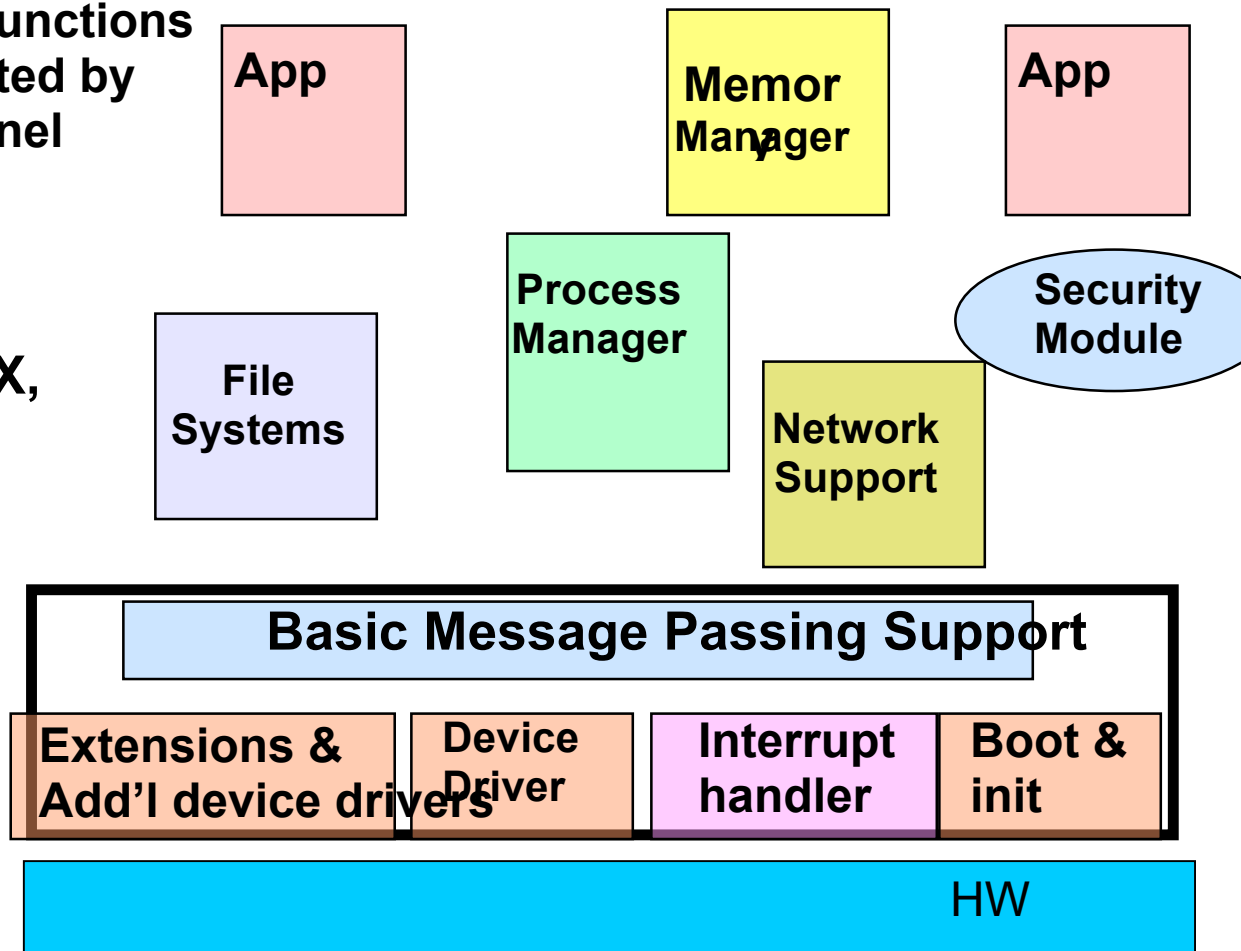 unctions
ted by
nel
App
Memor
y
Manager
App
X,
File
Systems
Process
Manager
Network
Support
Security
Module
Basic Message Passing Support
Extensions &
Add’l device drivers
Device
Driver
Interrupt
handler
Boot &
init
HW